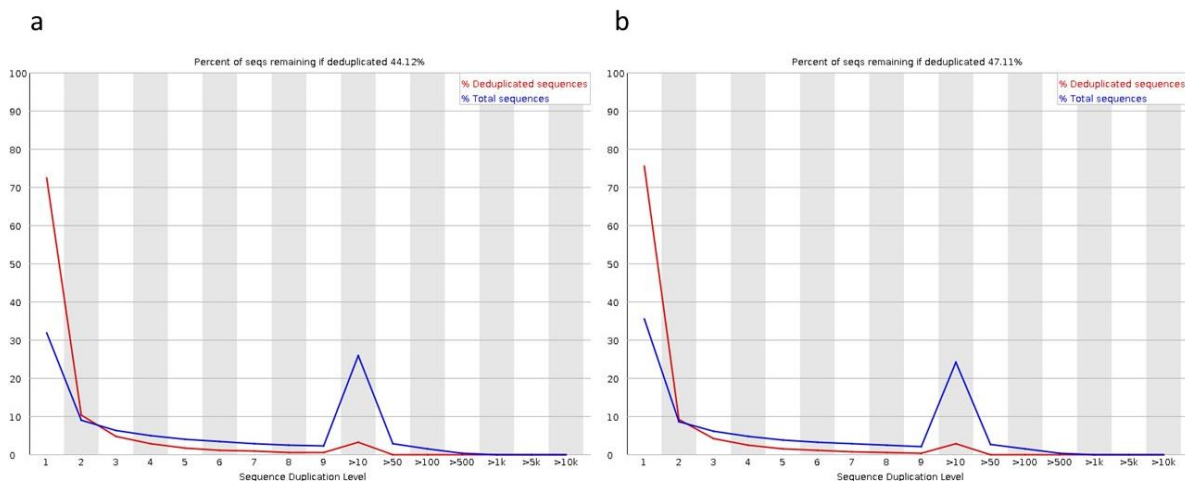 a
Percent of seqs remaining if deduplicated 44.12%
100
90
80
70
60
50
40
30
20
10
0
% Deduplicated sequences
% Total sequences
1 2 3 4 5 6 7 8 9 >10 >50 >100 >500 >1k >5k >10k
Sequence Duplication Level
b
Percent of seqs remaining if deduplicated 47.11%
100
90
80
70
60
50
40
30
20
10
0
% Deduplicated sequences
% Total sequences
1 2 3 4 5 6 7 8 9 >10 >50 >100 >500 >1k >5k >10k
Sequence Duplication Level